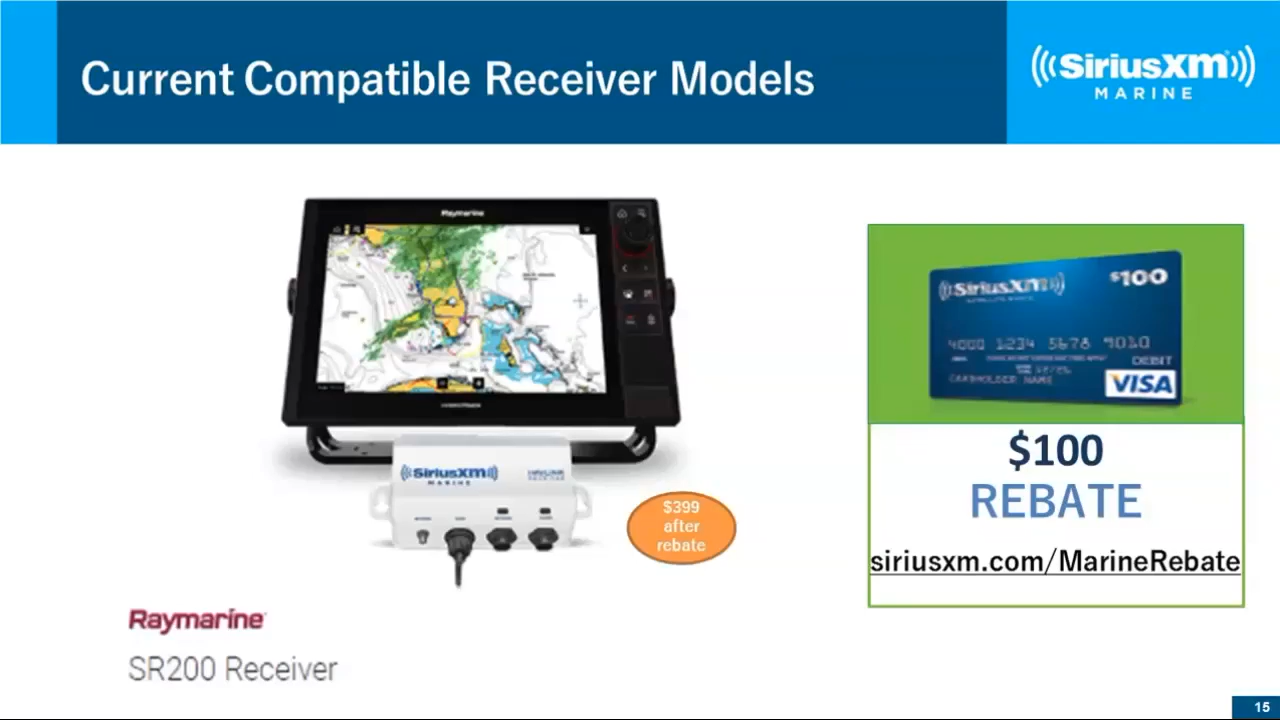 Current Compatible Receiver Models
SiriusXM
MARINE
Raymarine
SiriusXM
MARINE
$399
after
rebate
SiriusXM
$100
4000 1234 5678 9010
DEBIT
CARDHOLDER NAME
VISA
$100
REBATE
siriusxm.com/MarineRebate
Raymarine
SR200 Receiver
15